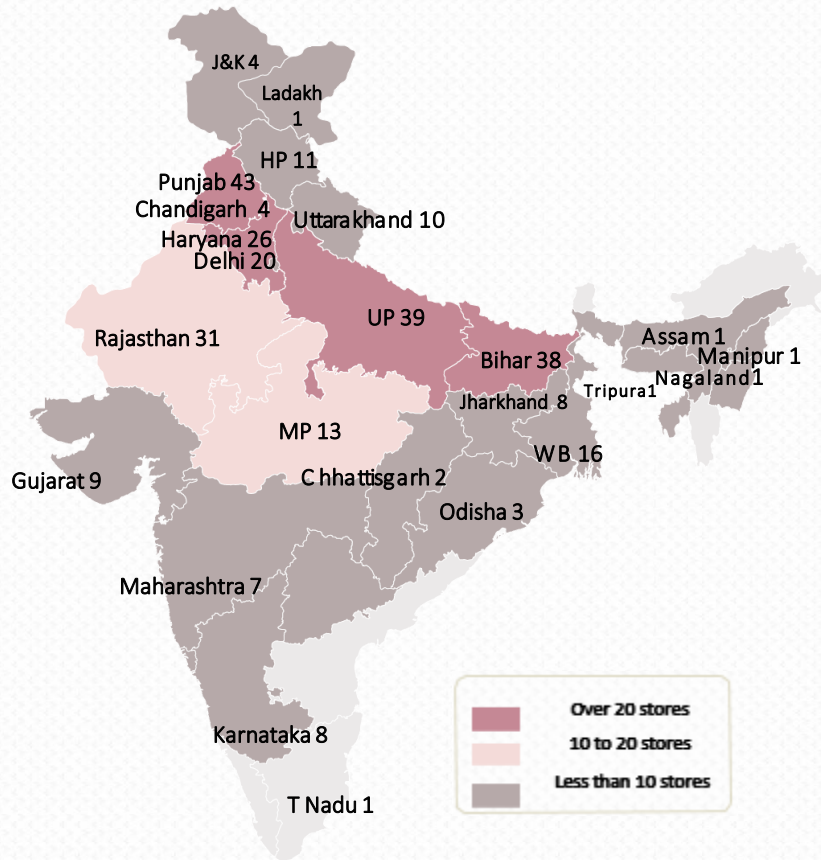 J&K 4
Ladakh
1
HP 11
Punjab 43
Chandigarh 4
Uttarakhand 10
Haryana 26
Delhi 20
UP 39
Rajasthan 31
Bihar 38
Assam 1
Manipur 1
Nagaland1
Tripura1
Jharkhand 8
MP 13
WB 16
Chhattisgarh 2
Gujarat 9
Odisha 3
Maharashtra 7
Karnataka 8
T Nadu 1
Over 20 stores
10 to 20 stores
Less than 10 stores